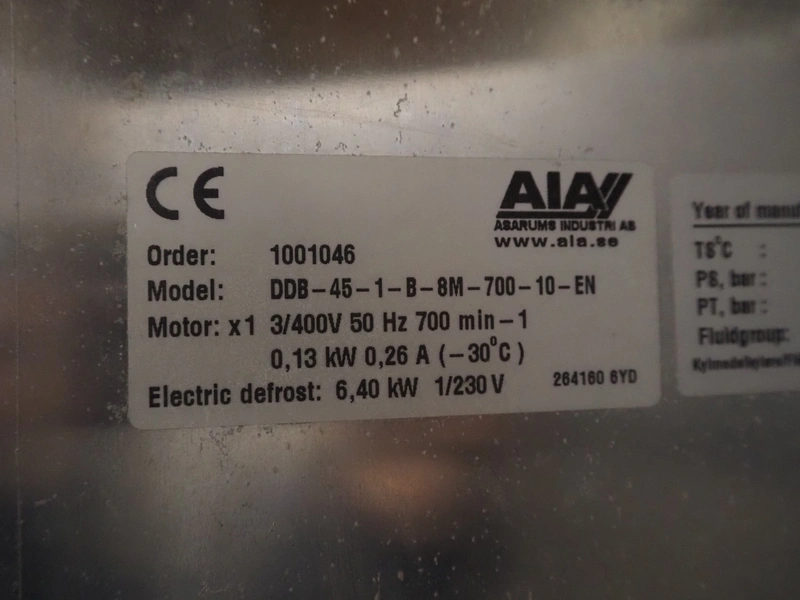 CE
AIA
ASARUMS INDUSTRI AB
www.aia.se
Order: 1001046
Model: DDB-45-1-B-8M-700-10-EN
Motor: x1 3/400V 50 Hz 700 min-1
0,13 kW 0,26 A (-30°C)
Electric defrost: 6,40 kW 1/230 V
264160 6YD
Year of
TS°C :
PS, bar:
PT, bar:
Fluidgroup: